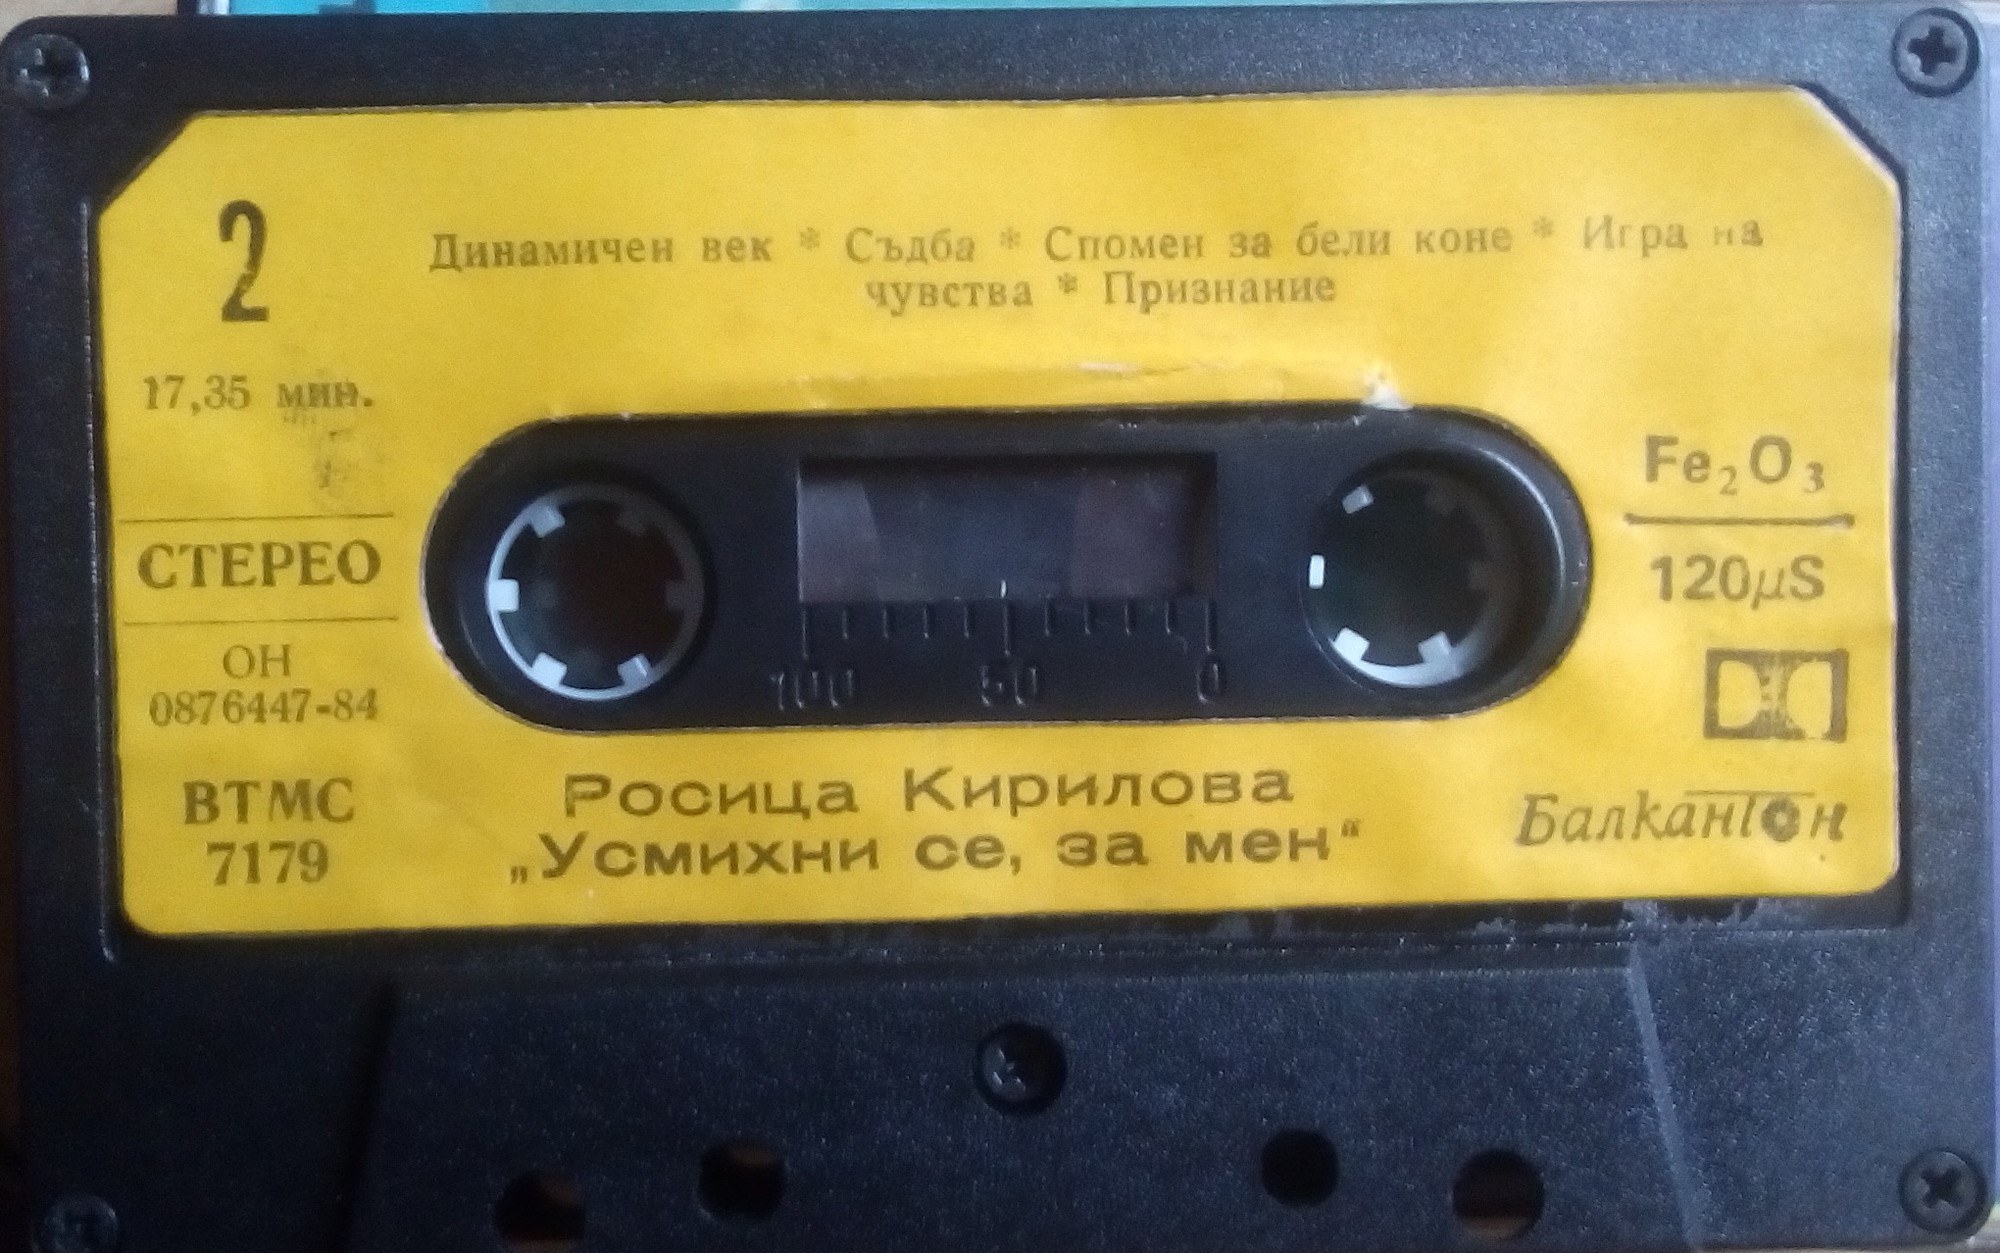 2
Динамичен век * Съдба * Спомен за бели коне * Игра на
чувства * Признание
17,35 мин.
СТЕРЕО
ОН
0876447-84
ВТМС
7179
100 50 0
Fe₂O₃
120μS
Росица Кирилова
„Усмихни се, за мен“
Балкантон